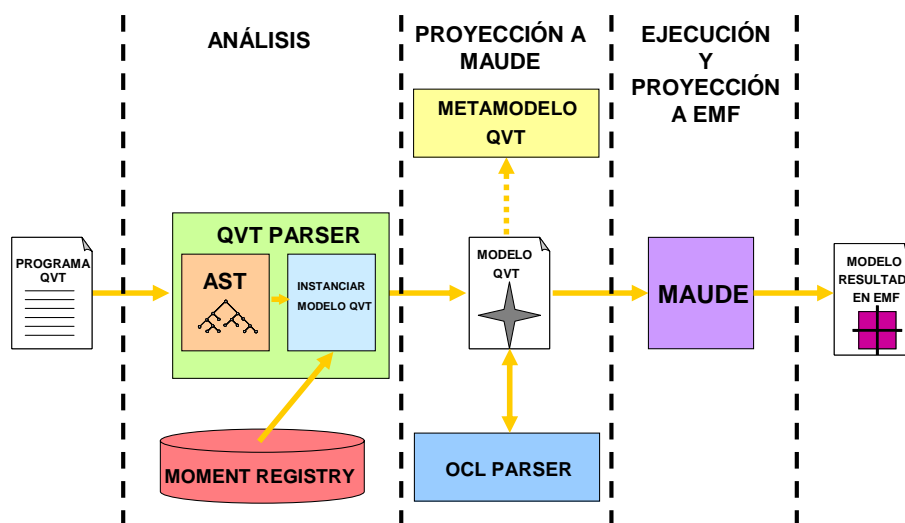 ANÁLISIS
PROYECCIÓN A
MAUDE
EJECUCIÓN
Y
PROYECCIÓN
A EMF
METAMODELO
QVT
PROGRAMA
QVT
QVT PARSER
AST
INSTANCIAR
MODELO QVT
MODELO
QVT
MAUDE
MODELO
RESULTAD
EN EMF
MOMENT REGISTRY
OCL PARSER